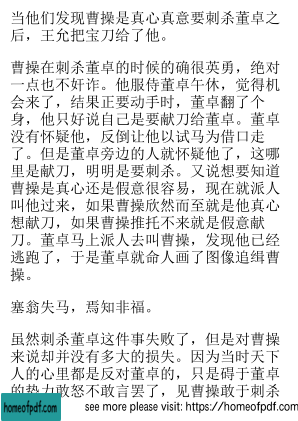 当他们发现曹操是真心真意要刺杀董卓之
后，王允把宝刀给了他。
曹操在刺杀董卓的时候的确很英勇，绝对
一点也不奸诈。他服侍董卓午休，觉得机
会来了，结果正要动手时，董卓翻了个
身，他只好说自己是要献刀给董卓。董卓
没有怀疑他，反倒让他以试马为借口走
了。但是董卓旁边的人就怀疑他了，这哪
里是献刀，明明是要刺杀。又说想要知道
曹操是真心还是假意很容易，现在就派人
叫他过来，如果曹操欣然而至就是他真心
想献刀，如果曹操推托不来就是假意献
刀。董卓马上派人去叫曹操，发现他已经
逃跑了，于是董卓就命人画了图像追缉曹
操。
塞翁失马，焉知非福。
虽然刺杀董卓这件事失败了，但是对曹操
来说却并没有多大的损失。因为当时天下
人的心里都是反对董卓的，只是碍于董卓
的势力敢怒不敢言罢了，见曹操敢于刺杀
homeofpdf.com
see more please visit: https://homeofpdf.com